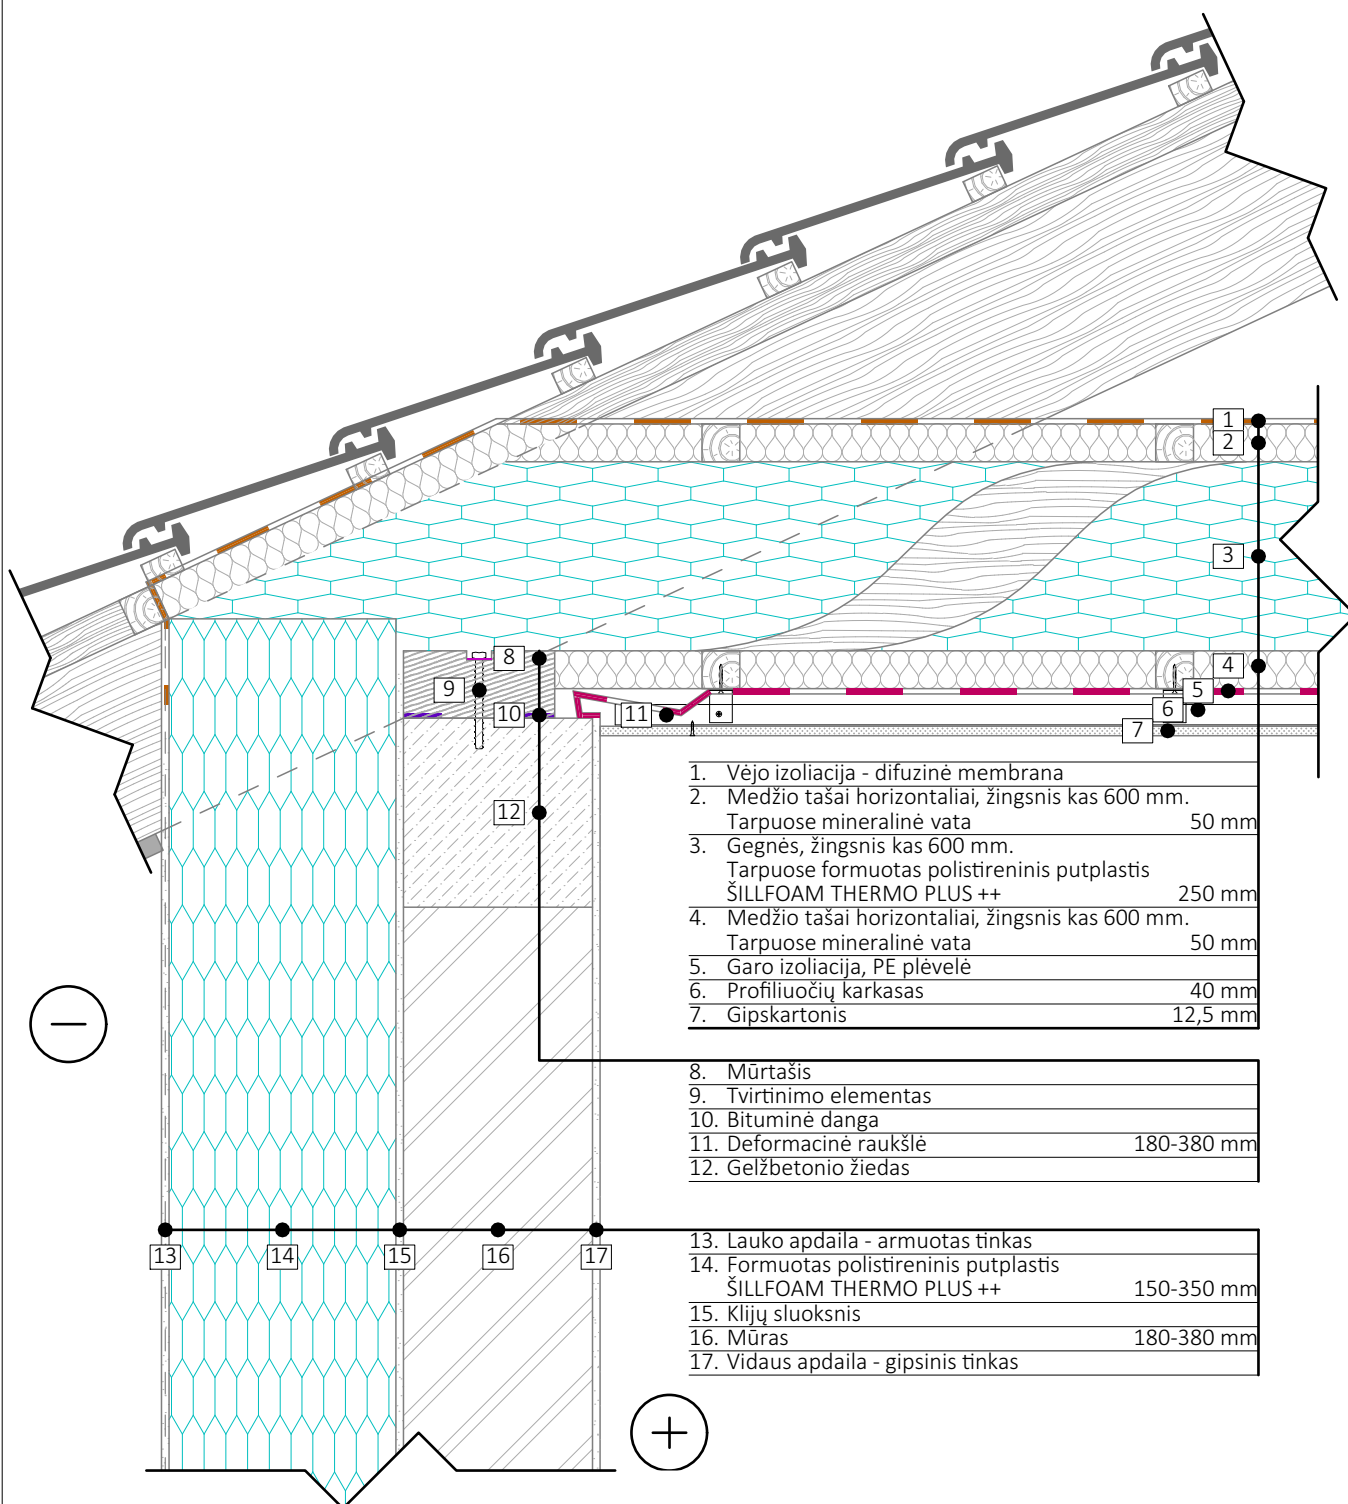 1
2
3
4
5
6
7
8
9
10
11
12
1. Vėjo izoliacija - difuzinė membrana
2. Medžio tašai horizontaliai, žingsnis kas 600 mm.
Tarpuose mineralinė vata 50 mm
3. Gegnės, žingsnis kas 600 mm.
Tarpuose formuotas polistireninis putplastis
ŠILLFOAM THERMO PLUS ++ 250 mm
4. Medžio tašai horizontaliai, žingsnis kas 600 mm.
Tarpuose mineralinė vata 50 mm
5. Garo izoliacija, PE plėvelė
6. Profiliuočių karkasas 40 mm
7. Gipskartonis 12,5 mm
8. Mūrtašis
9. Tvirtinimo elementas
10. Bituminė danga
11. Deformacinė raukšlė 180-380 mm
12. Gelžbetonio žiedas
13 14 15 16 17
13. Lauko apdaila - armuotas tinkas
14. Formuotas polistireninis putplastis
ŠILLFOAM THERMO PLUS ++ 150-350 mm
15. Klijų sluoksnis
16. Mūras 180-380 mm
17. Vidaus apdaila - gipsinis tinkas